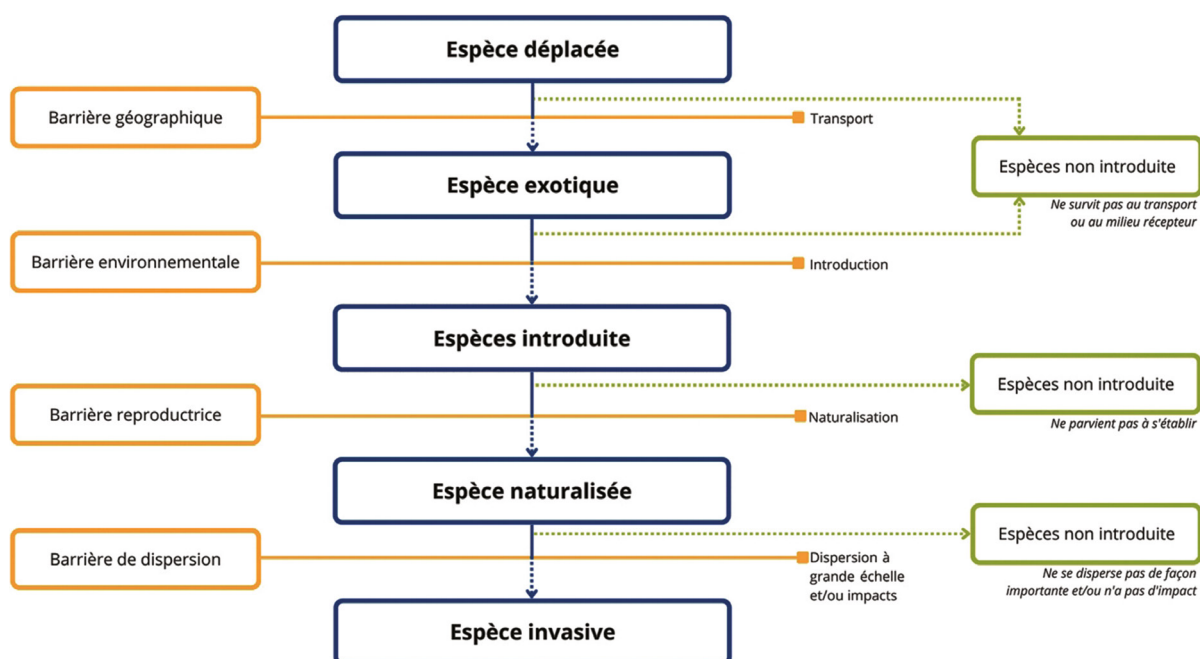 Espèce déplacée
Barrière géographique
Transport
Espèces non introduite
Ne survit pas au transport
ou au milieu récepteur
Espèce exotique
Barrière environnementale
Introduction
Espèces introduite
Espèces non introduite
Ne parvient pas à s'établir
Barrière reproductrice
Naturalisation
Espèce naturalisée
Espèces non introduite
Ne se disperse pas de façon
importante et/ou n'a pas d'impact
Barrière de dispersion
Dispersion à
grande échelle
et/ou impacts
Espèce invasive